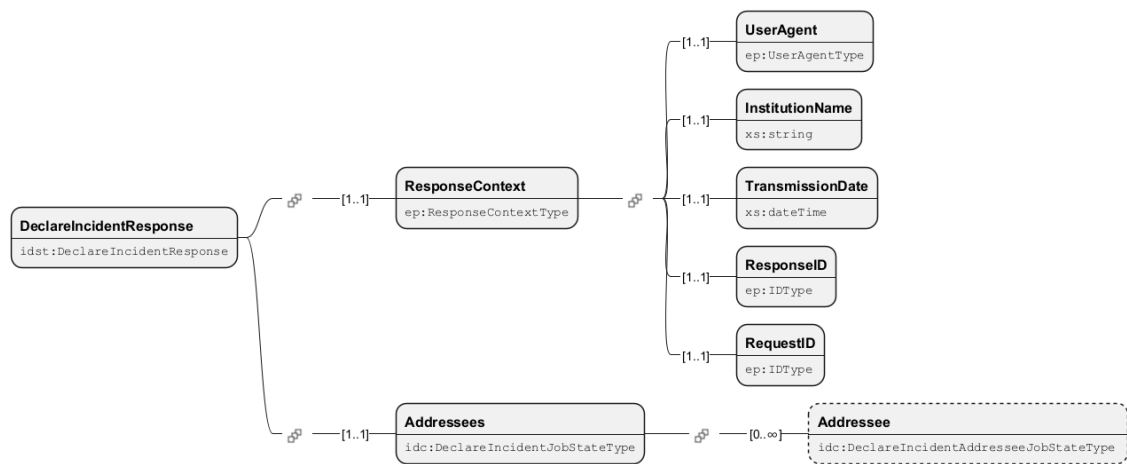 DeclareIncidentResponse
idst:DeclareIncidentResponse
[1..1]
ResponseContext
ep:ResponseContextType
[1..1]
UserAgent
ep:UserAgentType
[1..1]
InstitutionName
xs:string
[1..1]
TransmissionDate
xs:dateTime
[1..1]
ResponseID
ep:IDType
[1..1]
RequestID
ep:IDType
[1..1]
Addressees
idc:DeclareIncidentJobStateType
[0..∞]
Addressee
idc:DeclareIncidentAddresseeJobStateType